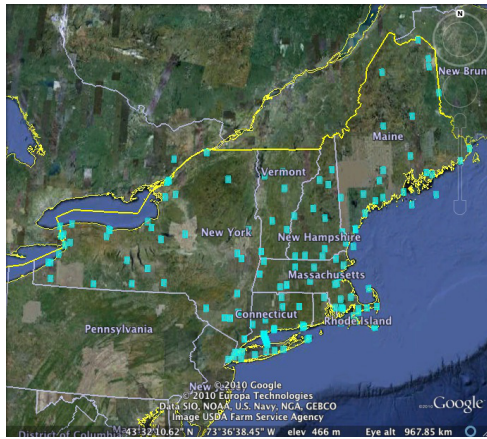 N
New Brun
Maine
Vermont
New York
New Hampshire
Massachusetts
Connecticut
Rhode Island
Pennsylvania
New
© 2010 Google
© 2010 Europa Technologies
Data SIO, NOAA, U.S. Navy, NGA, GEBCO
Image USDA Farm Service Agency
©2010 Google
District of Columbia
43°32'10.62" N 73°36'38.45" W elev 466 m Eye alt 967.85 km